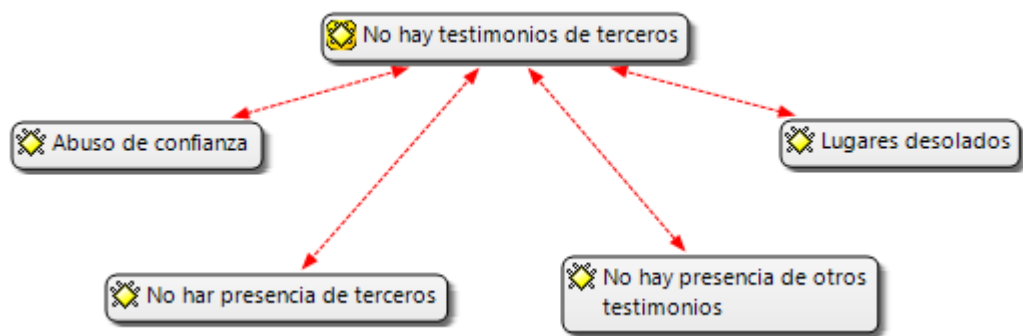 No hay testimonios de terceros
Abuso de confianza
Lugares desolados
No har presencia de terceros
No hay presencia de otros
testimonios